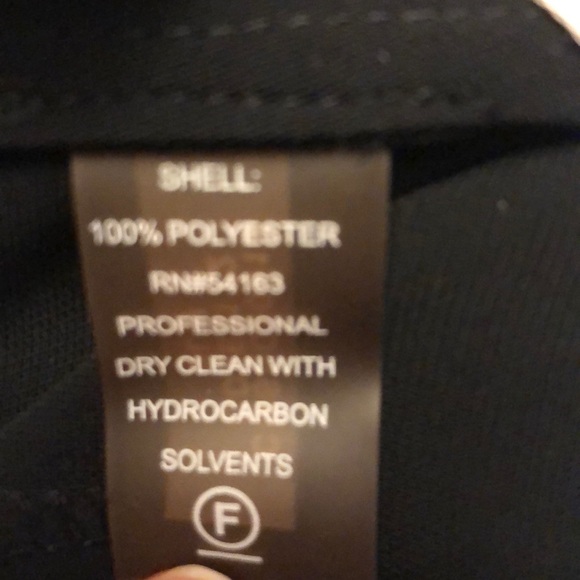 SHELL:
100% POLYESTER
RN#54163
PROFESSIONAL
DRY CLEAN WITH
HYDROCARBON
SOLVENTS
F